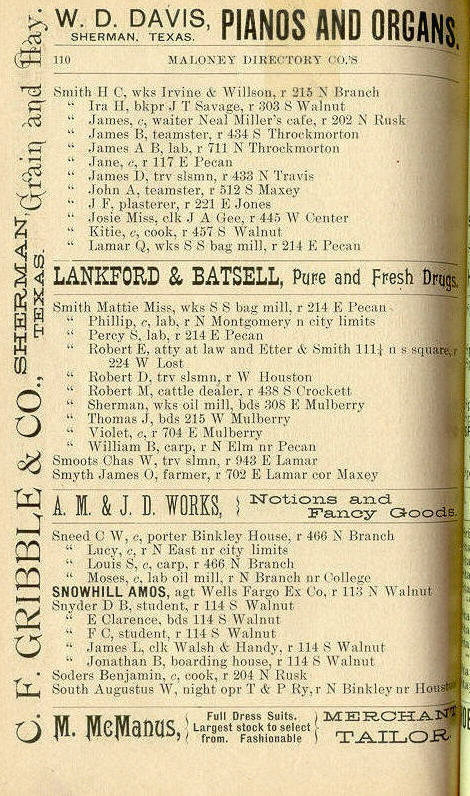 W. D. DAVIS, PIANOS AND ORGANS.
SHERMAN, TEXAS.
110 MALONEY DIRECTORY CO.'S
Smith H C, wks Irvine & Willson, r 215 N Branch
“ Ira H, bkpr J T Savage, r 303 S Walnut
“ James, c, waiter Neal Miller's cafe, r 202 N Rusk
“ James B, teamster, r 434 S Throckmorton
“ James A B, lab, r 711 N Throckmorton
“ Jane, c, r 117 E Pecan
“ James D, trv slsmn, r 433 N Travis
“ John A, teamster, r 512 S Maxey
“ J F, plasterer, r 221 E Jones
“ Josie Miss, clk J A Gee, r 445 W Center
“ Kitie, c, cook, r 457 S Walnut
“ Lamar Q, wks S S bag mill, r 214 E Pecan
LANKFORD & BATSELL, Pure and Fresh Drugs.
Smith Mattie Miss, wks S S bag mill, r 214 E Pecan
“ Phillip, c, lab, r N Montgomery n city limits
“ Percy S, lab, r 214 E Pecan
“ Robert E, atty at law and Etter & Smith 111½ n s square, r
224 W Lost
“ Robert D, trv slsmn, r W Houston
“ Robert M, cattle dealer, r 438 S Crockett
“ Sherman, wks oil mill, bds 308 E Mulberry
“ Thomas J, bds 215 W Mulberry
“ Violet, c, r 704 E Mulberry
“ William B, carp, r N Elm nr Pecan
Smoots Chas W, trv slmn, r 943 E Lamar
Smyth James O, farmer, r 702 E Lamar cor Maxey
A. M. & J. D. WORKS, } Notions and
Fancy Goods.
Sneed C W, c, porter Binkley House, r 466 N Branch
“ Lucy, c, r N East nr city limits
“ Louis S, c, carp, r 466 N Branch
“ Moses, c, lab oil mill, r N Branch nr College
SNOWHILL AMOS, agt Wells Fargo Ex Co, r 113 N Walnut
Snyder D B, student, r 114 S Walnut
“ E Clarence, bds 114 S Walnut
“ F C, student, r 114 S Walnut
“ James L, clk Walsh & Handy, r 114 S Walnut
“ Jonathan B, boarding house, r 114 S Walnut
Soders Benjamin, c, cook, r 204 N Rusk
South Augustus W, night opr T & P Ry, r N Binkley nr Houston
M. McMANUS, { Full Dress Suits. Largest stock to select from. Fashionable } MERCHANT TAILOR.
C. F. GRIBBLE & CO., SHERMAN, TEXAS. Grain and Hay.